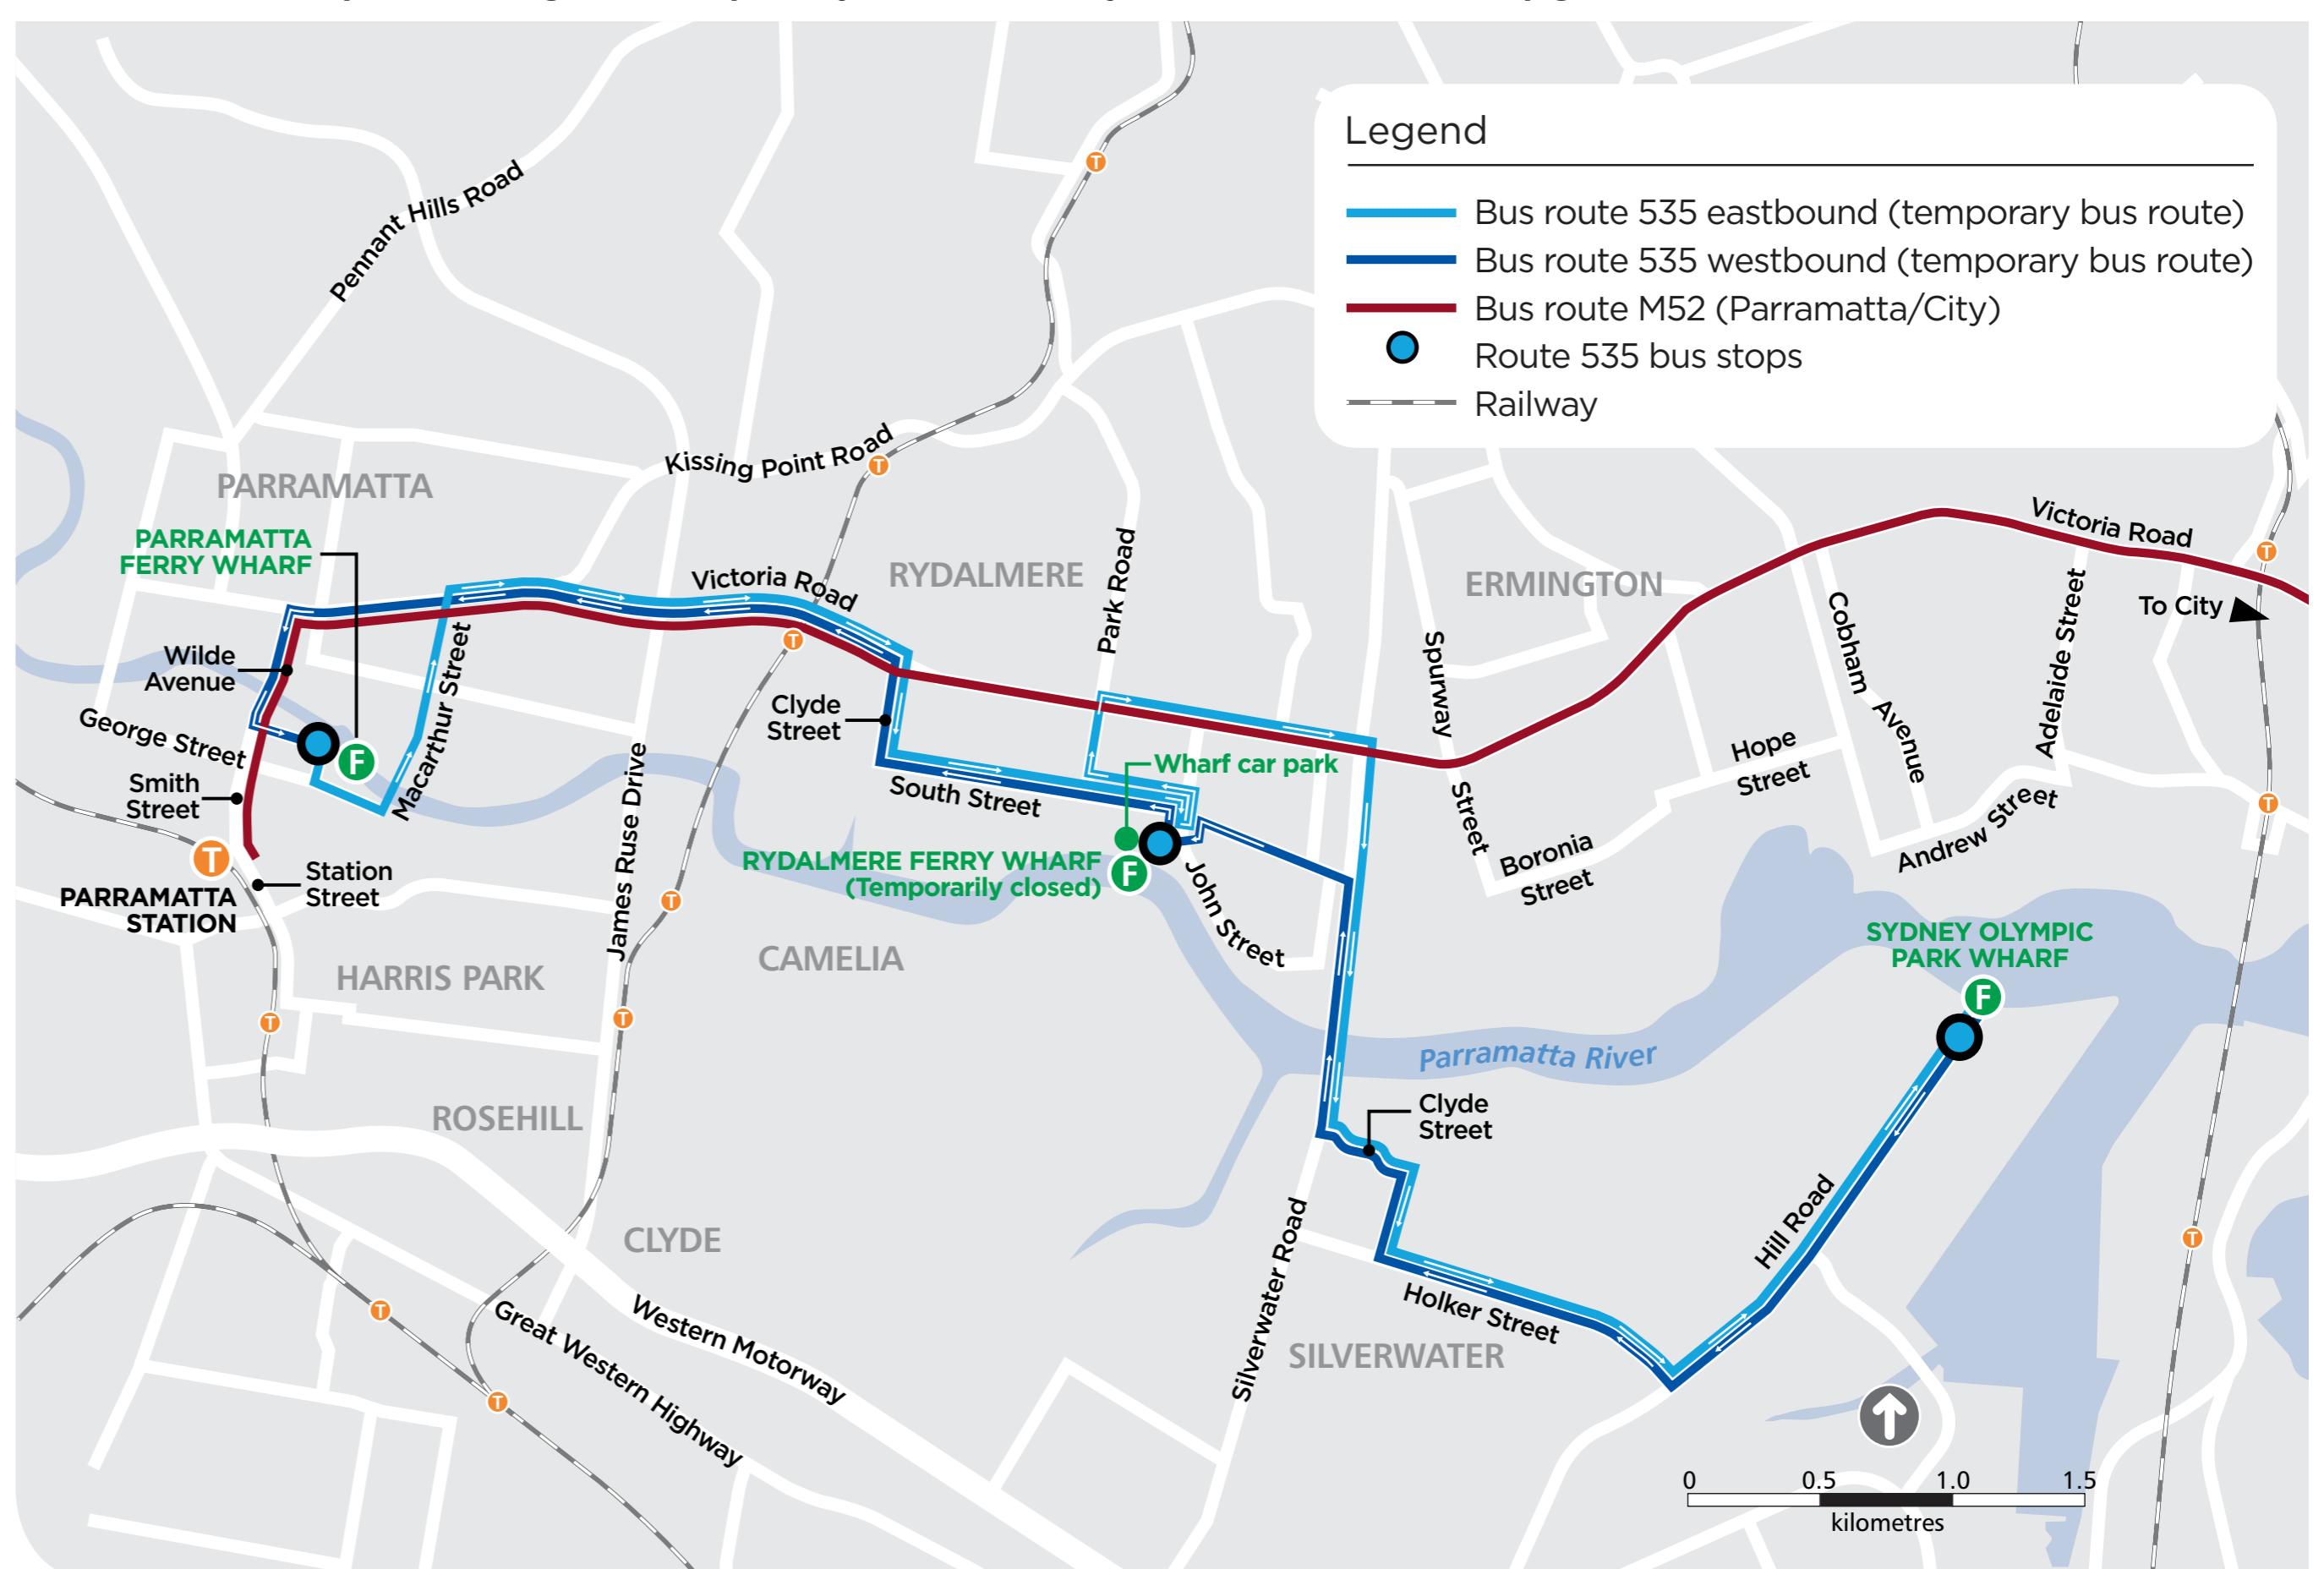 Legend
Bus route 535 eastbound (temporary bus route)
Bus route 535 westbound (temporary bus route)
Bus route M52 (Parramatta/City)
Route 535 bus stops
Railway
Pennant Hills Road
Kissing Point Road
PARRAMATTA
PARRAMATTA
FERRY WHARF
Victoria Road
RYDALMERE
Park Road
ERMINGTON
Victoria Road
To City
Wilde
Avenue
Macarthur Street
George Street
Smith
Street
Clyde
Street
Spurway
Street
Cobham
Avenue
Adelaide Street
Hope
Street
Wharf car park
South Street
James Ruse Drive
Station
Street
PARRAMATTA
STATION
RYDALMERE FERRY WHARF
(Temporarily closed)
John Street
Boronia
Street
Andrew Street
SYDNEY OLYMPIC
PARK WHARF
HARRIS PARK
CAMELIA
Parramatta River
ROSEHILL
Clyde
Street
CLYDE
Silverwater Road
Hill Road
Holker Street
SILVERWATER
Great Western Highway
Western Motorway
0 0.5 1.0 1.5
kilometres
T
T
T
T
T
T
T
T
T
T
T
T
T
F
F
F